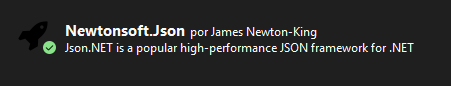 Newtonsoft.Json por James Newton-King
Json.NET is a popular high-performance JSON framework for .NET